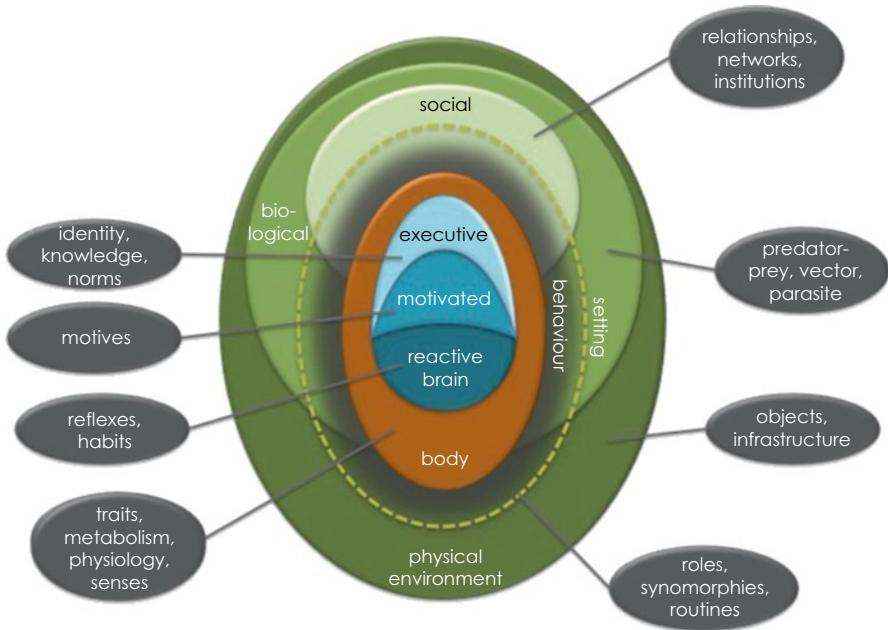 relationships,
networks,
institutions
social
bio-
logical
identity,
knowledge,
norms
executive
predator-
prey, vector,
parasite
motivated
behaviour
setting
motives
reactive
brain
reflexes,
habits
objects,
infrastructure
body
traits,
metabolism,
physiology,
senses
physical
environment
roles,
synomorphies,
routines